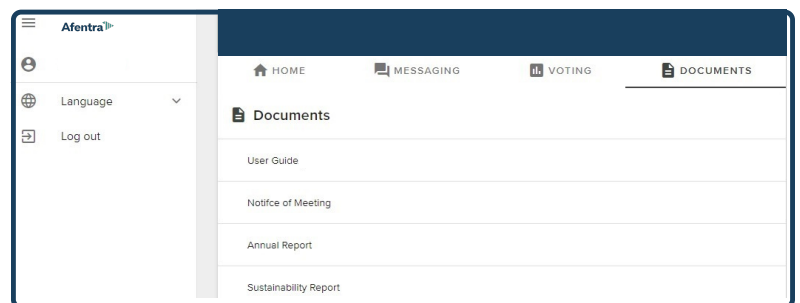 Afentra
Language
Log out
HOME
MESSAGING
VOTING
DOCUMENTS
Documents
User Guide
Notifce of Meeting
Annual Report
Sustainability Report